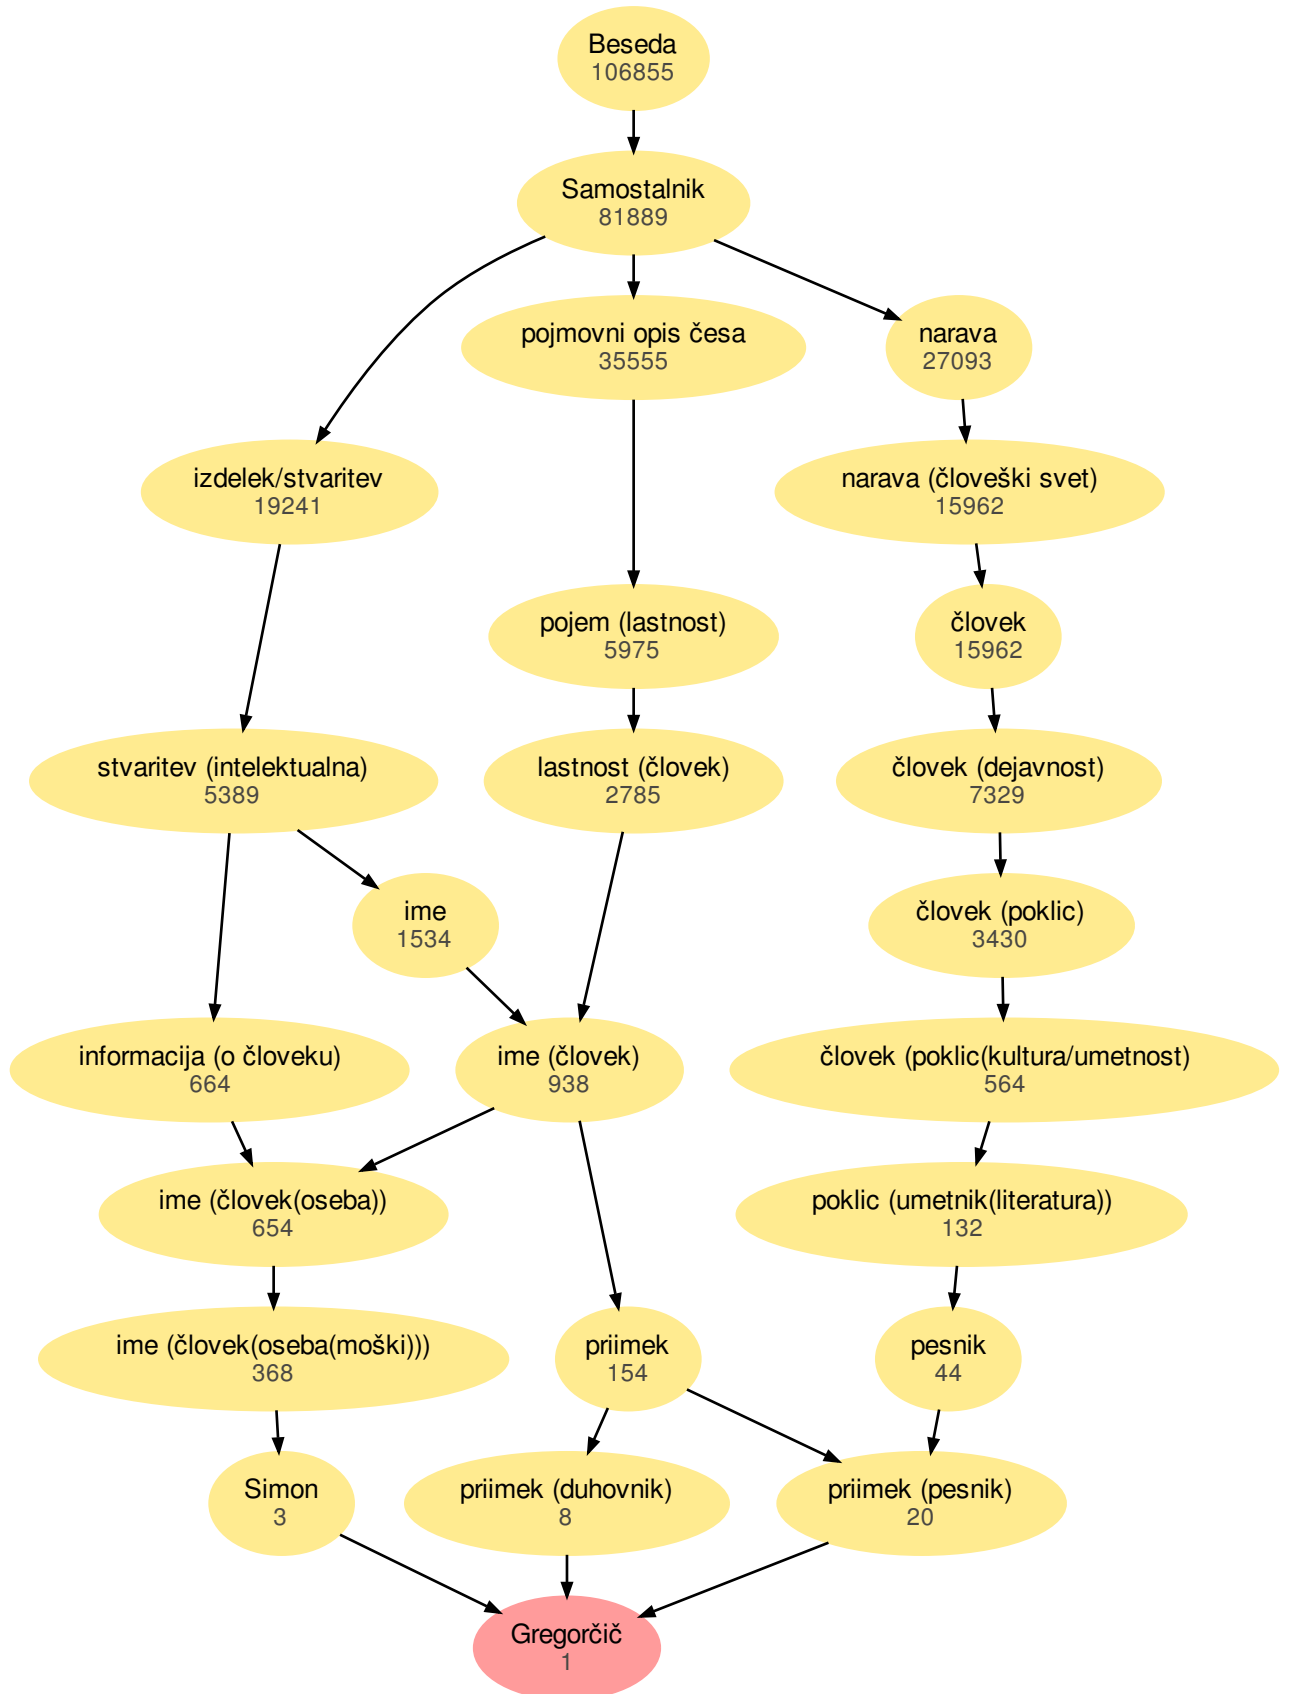 Beseda
106855
Samostalnik
81889
pojmovni opis česa
35555
narava
27093
izdelek/stvaritev
19241
narava (človeški svet)
15962
pojem (lastnost)
5975
človek
15962
stvaritev (intelektualna)
5389
lastnost (človek)
2785
človek (dejavnost)
7329
ime
1534
človek (poklic)
3430
informacija (o človeku)
664
ime (človek)
938
človek (poklic(kultura/umetnost)
564
ime (človek(oseba))
654
poklic (umetnik(literatura))
132
ime (človek(oseba(moški)))
368
priimek
154
pesnik
44
Simon
3
priimek (duhovnik)
8
priimek (pesnik)
20
Gregorčič
1